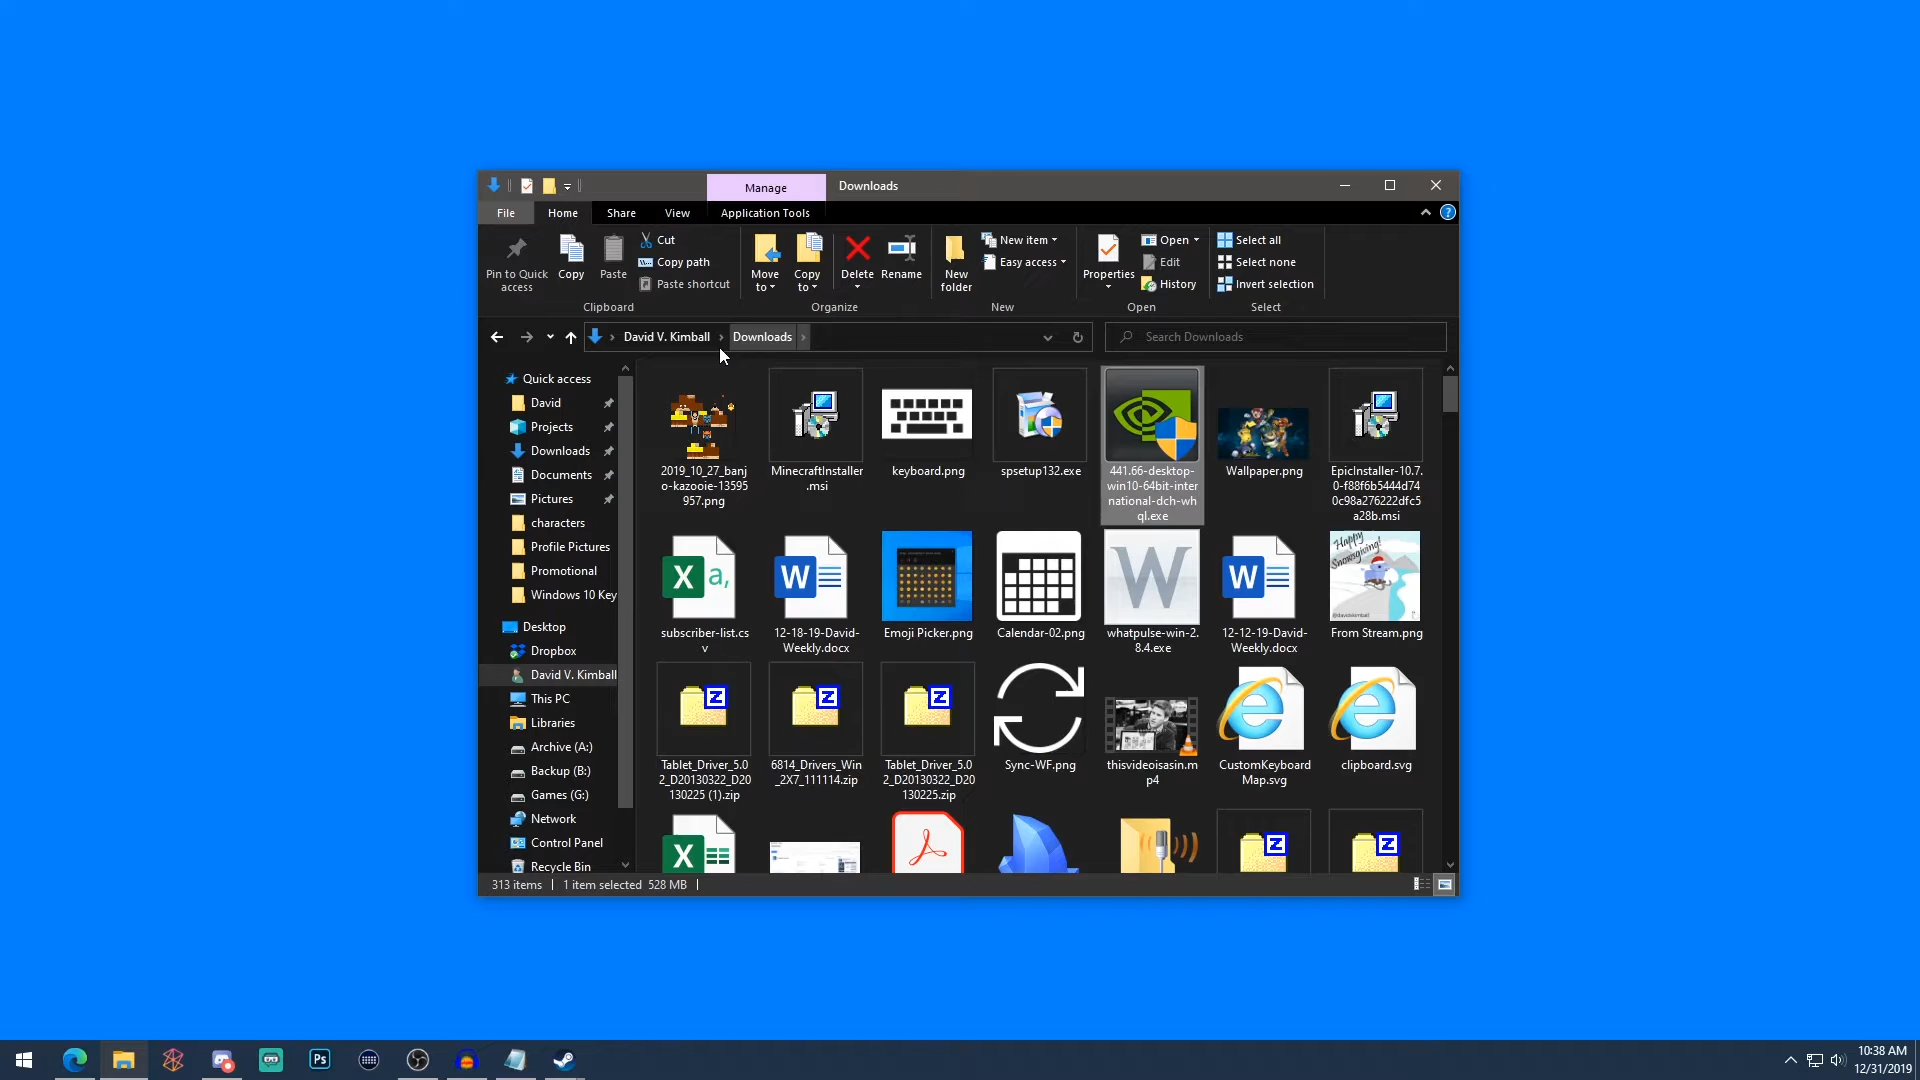 Manage
Downloads
File
Home
Share
View
Application Tools
Pin to Quick
access
Copy
Paste
Cut
Copy path
Paste shortcut
Clipboard
Move
to
Copy
to
Delete
Rename
Organize
New
folder
New item
Easy access
New
Properties
Open
Edit
History
Open
Select all
Select none
Invert selection
Select
David V. Kimball
Downloads
Search Downloads
Quick access
David
Projects
Downloads
Documents
Pictures
characters
Profile Pictures
Promotional
Windows 10 Key
Desktop
Dropbox
David V. Kimball
This PC
Libraries
Archive (A:)
Backup (B:)
Games (G:)
Network
Control Panel
Recycle Bin
2019_10_27_banj
o-kazooie-13595
957.png
MinecraftInstaller
.msi
keyboard.png
spsetup132.exe
441.66-desktop-
win10-64bit-inter
national-dch-wh
ql.exe
Wallpaper.png
EpicInstaller-10.7.
0-f88f6b5444d74
0c98a276222dfc5
a28b.msi
subscriber-list.cs
v
12-18-19-David-
Weekly.docx
Emoji Picker.png
Calendar-02.png
whatpulse-win-2.
8.4.exe
12-12-19-David-
Weekly.docx
Happy
Snowsgiving!
From Stream.png
Tablet_Driver_5.0
2_D20130322_D20
130225 (1).zip
6814_Drivers_Win
_2X7_111114.zip
Tablet_Driver_5.0
2_D20130322_D20
130225.zip
Sync-WF.png
thisvideoisasin.m
p4
CustomKeyboard
Map.svg
clipboard.svg
313 items
1 item selected 528 MB
Ps
10:38 AM
12/31/2019